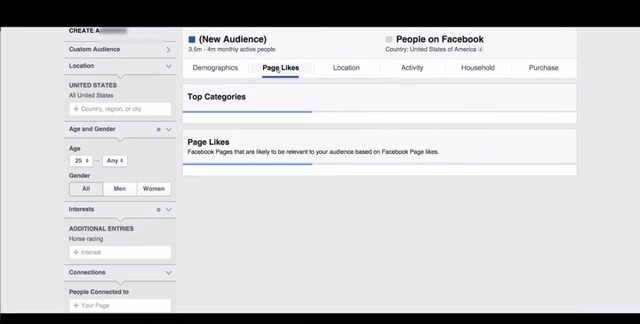 CREATE A
Custom Audience
Location
UNITED STATES
All United States
+ Country, region, or city
Age and Gender
Age
25 – Any
Gender
All Men Women
Interests
ADDITIONAL ENTRIES
Horse racing
+ Interest
Connections
People Connected to
+ Your Page
(New Audience)
3.5m - 4m monthly active people
People on Facebook
Country: United States of America
Demographics Page Likes Location Activity Household Purchase
Top Categories
Page Likes
Facebook Pages that are likely to be relevant to your audience based on Facebook Page likes.